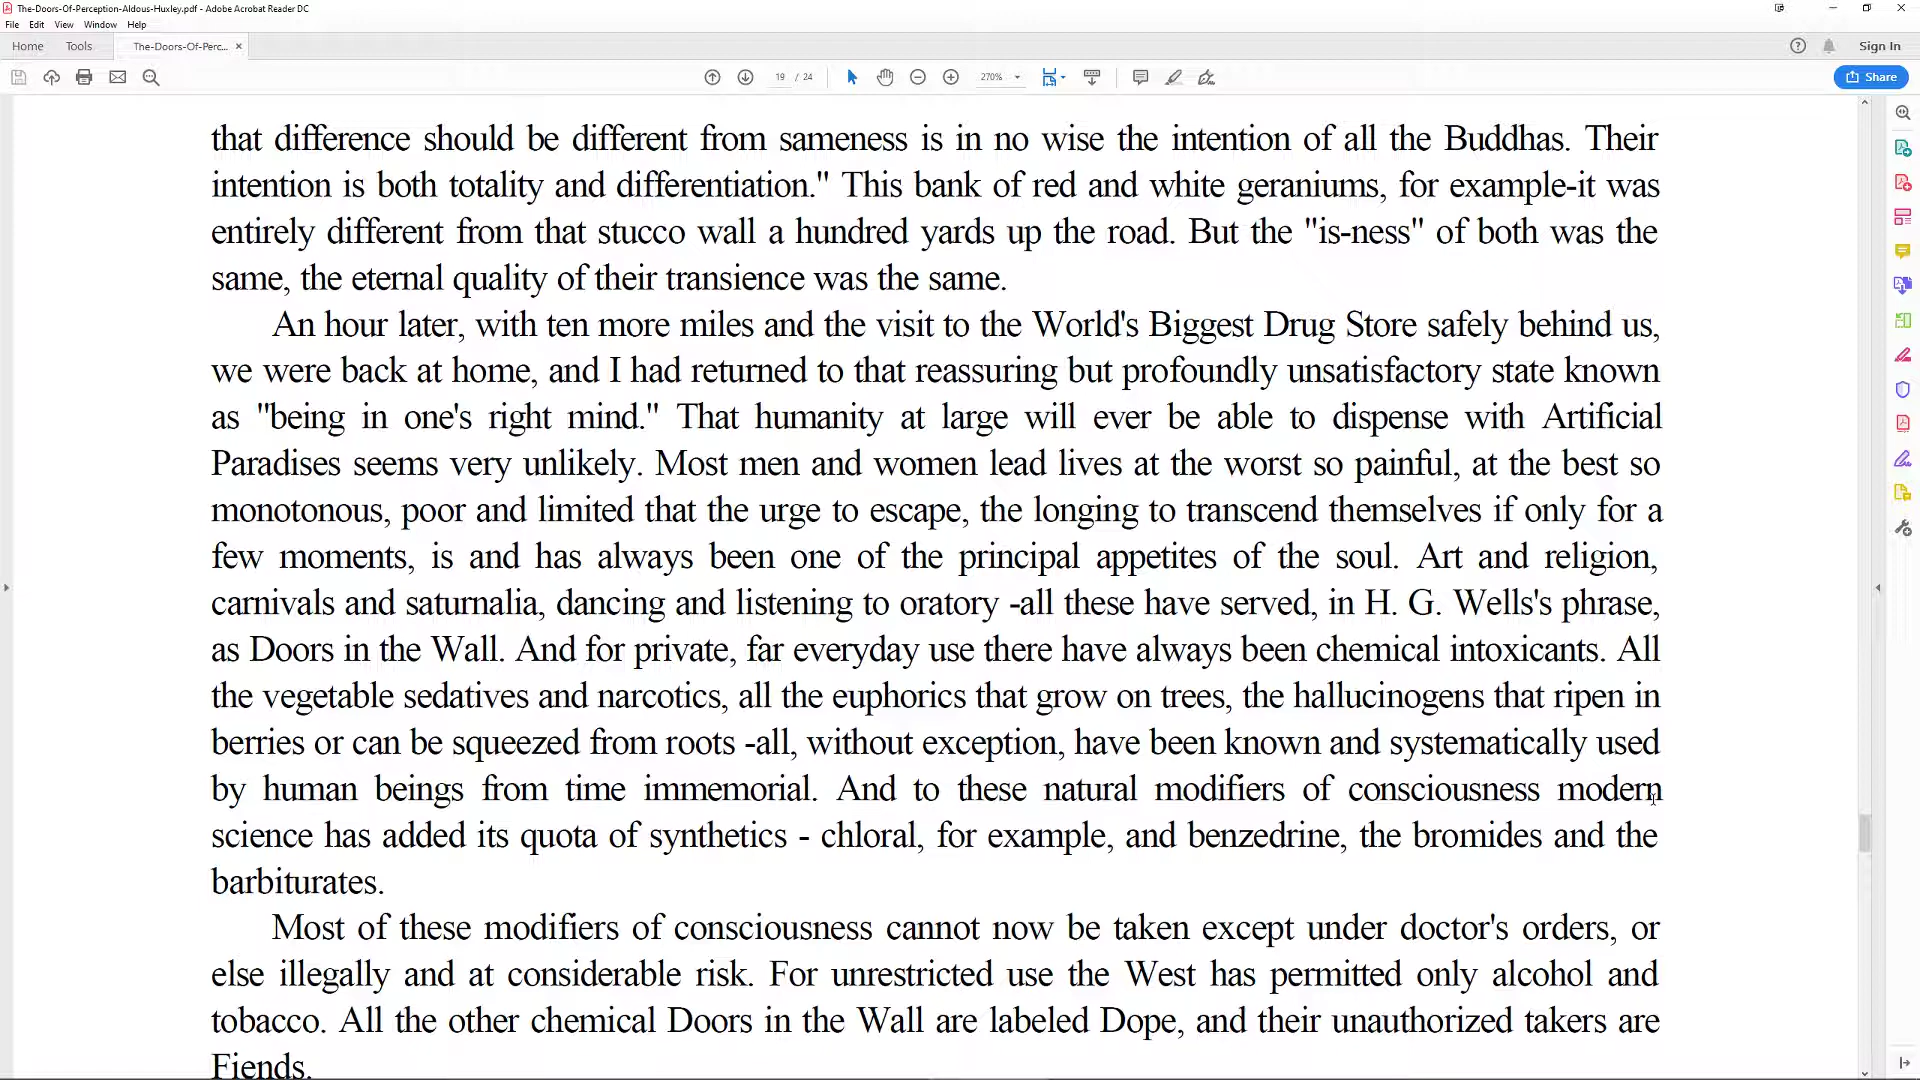 The-Doors-Of-Perception-Aldous-Huxley.pdf - Adobe Acrobat Reader DC
File Edit View Window Help
Home Tools The-Doors-Of-Perc... × Sign In
19 / 24 270% Share
that difference should be different from sameness is in no wise the intention of all the Buddhas. Their
intention is both totality and differentiation." This bank of red and white geraniums, for example-it was
entirely different from that stucco wall a hundred yards up the road. But the "is-ness" of both was the
same, the eternal quality of their transience was the same.
An hour later, with ten more miles and the visit to the World's Biggest Drug Store safely behind us,
we were back at home, and I had returned to that reassuring but profoundly unsatisfactory state known
as "being in one's right mind." That humanity at large will ever be able to dispense with Artificial
Paradises seems very unlikely. Most men and women lead lives at the worst so painful, at the best so
monotonous, poor and limited that the urge to escape, the longing to transcend themselves if only for a
few moments, is and has always been one of the principal appetites of the soul. Art and religion,
carnivals and saturnalia, dancing and listening to oratory -all these have served, in H. G. Wells's phrase,
as Doors in the Wall. And for private, far everyday use there have always been chemical intoxicants. All
the vegetable sedatives and narcotics, all the euphorics that grow on trees, the hallucinogens that ripen in
berries or can be squeezed from roots -all, without exception, have been known and systematically used
by human beings from time immemorial. And to these natural modifiers of consciousness modern
science has added its quota of synthetics - chloral, for example, and benzedrine, the bromides and the
barbiturates.
Most of these modifiers of consciousness cannot now be taken except under doctor's orders, or
else illegally and at considerable risk. For unrestricted use the West has permitted only alcohol and
tobacco. All the other chemical Doors in the Wall are labeled Dope, and their unauthorized takers are
Fiends.